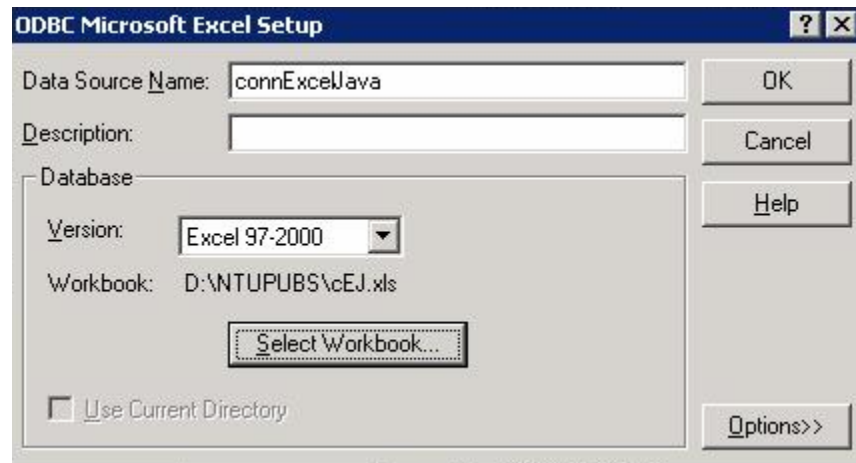 ODBC Microsoft Excel Setup
Data Source Name: connExcelJava
OK
Description:
Cancel
Database
Help
Version: Excel 97-2000
Workbook: D:\NTUPUBS\cEJ.xls
Select Workbook...
Use Current Directory
Options>>